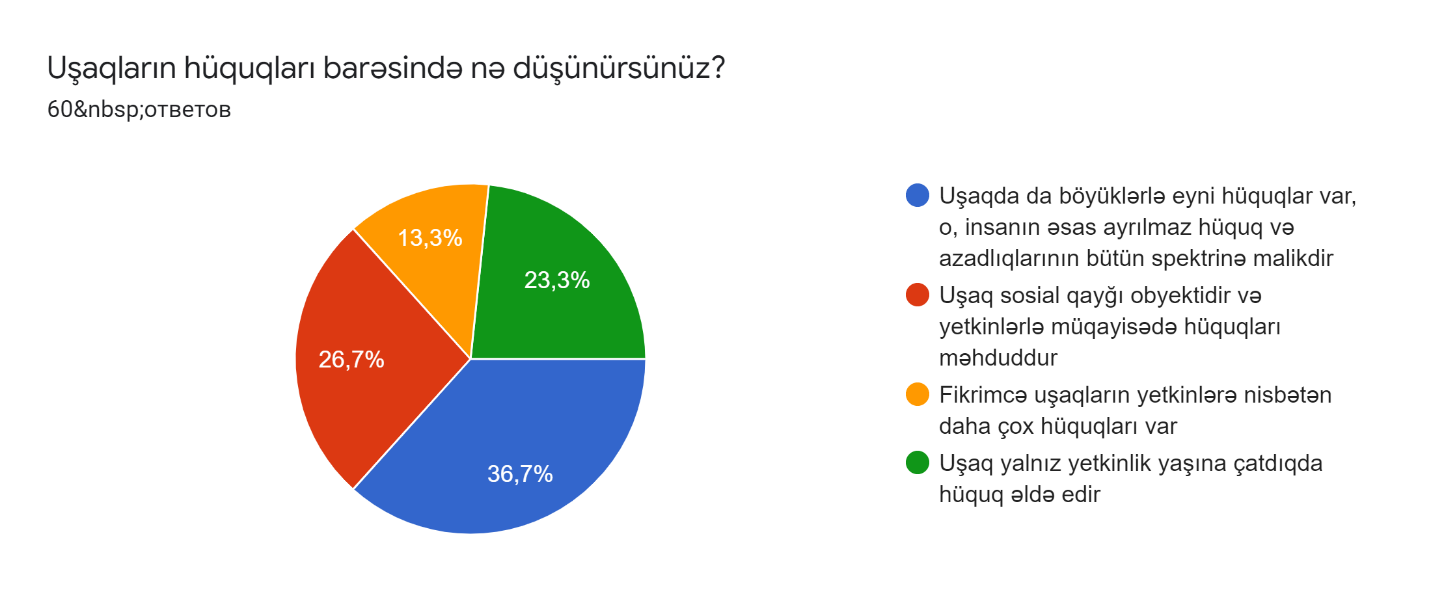 Uşaqların hüquqları barəsində nə düşünürsünüz?
60&nbsp;ответов
13,3%
23,3%
26,7%
36,7%
Uşaqda da böyüklərlə eyni hüquqlar var,
o, insanın əsas ayrılmaz hüquq və
azadlıqlarının bütün spektrinə malikdir
Uşaq sosial qayğı obyektidir və
yetkinlərlə müqayisədə hüquqları
məhduddur
Fikrimcə uşaqların yetkinlərə nisbətən
daha çox hüquqları var
Uşaq yalnız yetkinlik yaşına çatdıqda
hüquq əldə edir